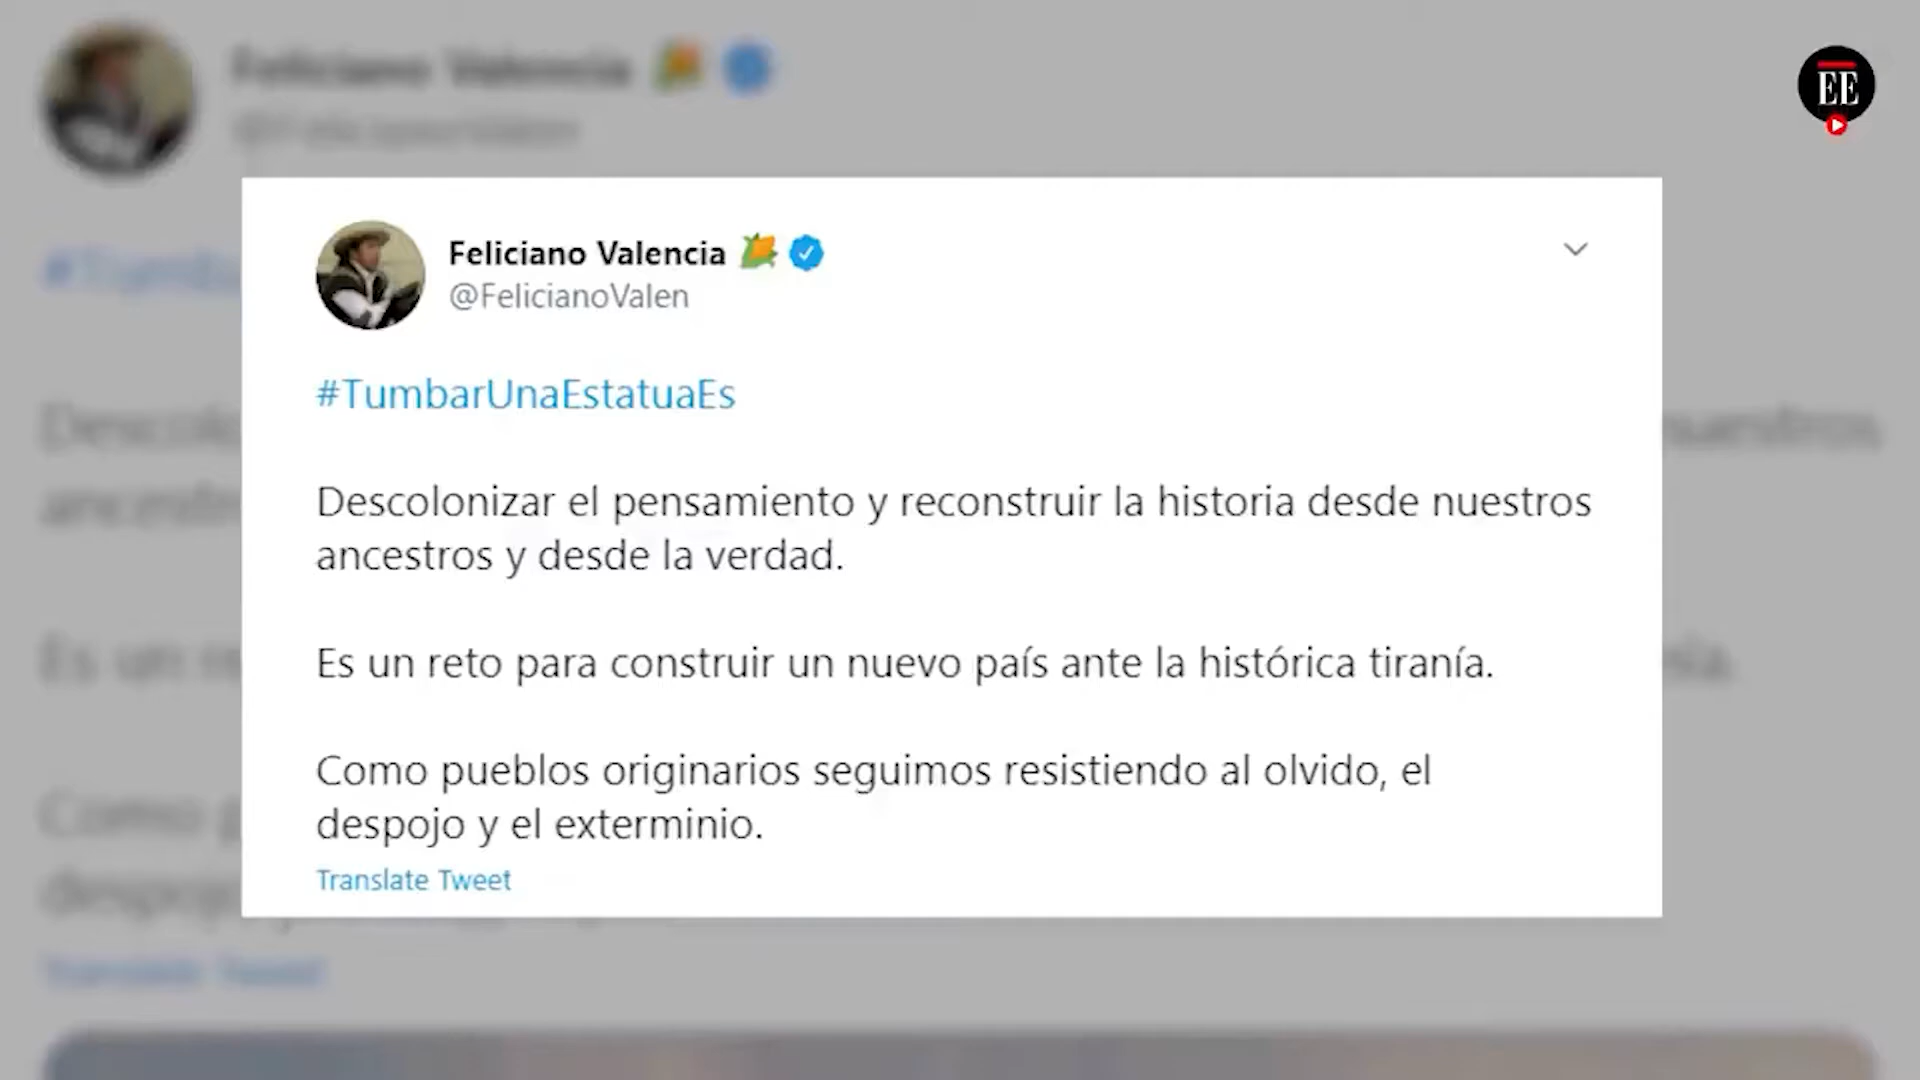 Feliciano Valencia
@FelicianoValen
#TumbarUnaEstatuaEs
Descolonizar el pensamiento y reconstruir la historia desde nuestros
ancestros y desde la verdad.
Es un reto para construir un nuevo país ante la histórica tiranía.
Como pueblos originarios seguimos resistiendo al olvido, el
despojo y el exterminio.
Translate Tweet
EE